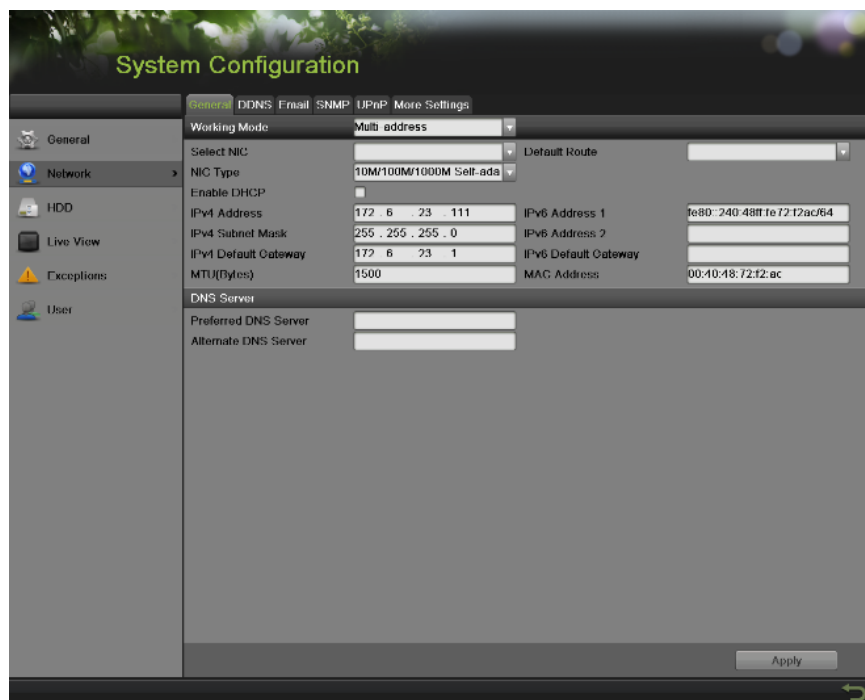 System Configuration
General DDNS Email SNMP UPnP More Settings
Working Mode Multi-address
General
Select NIC Default Route
Network > NIC Type 10M/100M/1000M Self-ada
Enable DHCP
HDD
IPv4 Address 172 . 6 . 23 . 111 IPv6 Address 1 fe80::240:48ff:fe72:f2ac/64
IPv4 Subnet Mask 255 . 255 . 255 . 0 IPv6 Address 2
Live View
IPv4 Default Gateway 172 6 . 23 . 1 IPv6 Default Gateway
Exceptions MTU(Bytes) 1500 MAC Address 00:40:48:72:f2:ac
DNS Server
User
Preferred DNS Server
Alternate DNS Server
Apply